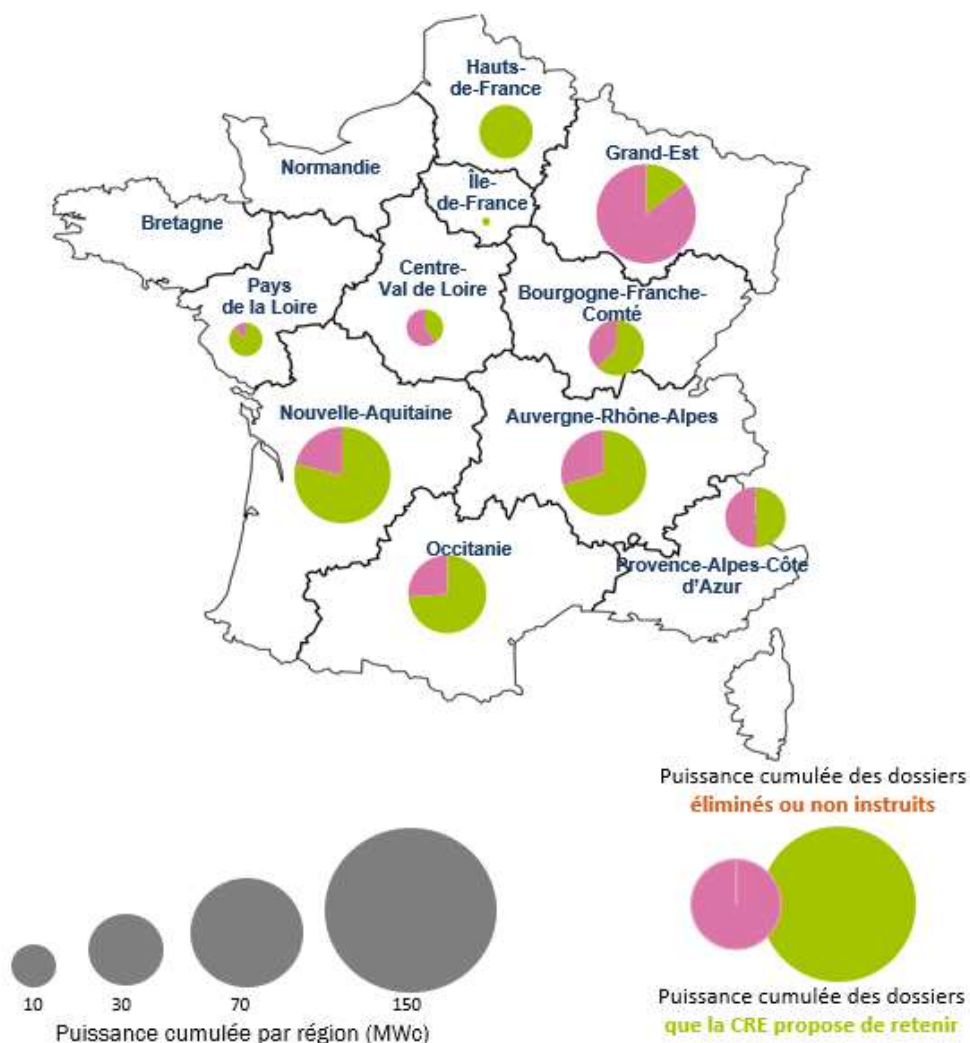 Hauts-
de-France
Grand-Est
Normandie
Île-
de-France
Bretagne
Centre-
Val de Loire
Pays
de la Loire
Bourgogne-Franche-
Comté
Nouvelle-Aquitaine
Auvergne-Rhône-Alpes
Occitanie
Provence-Alpes-Côte
d'Azur
Puissance cumulée des dossiers
éliminés ou non instruits
10
30
70
150
Puissance cumulée par région (MWc)
Puissance cumulée des dossiers
que la CRE propose de retenir